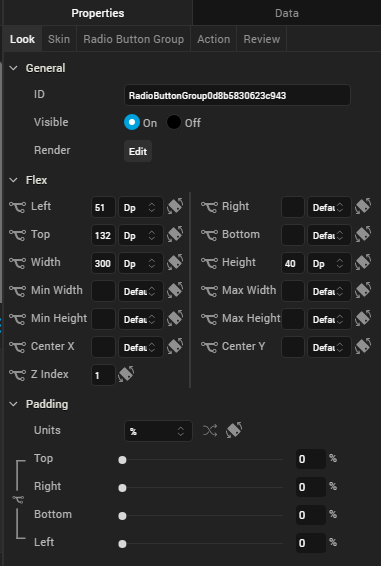 Properties Data
Look Skin Radio Button Group Action Review
General
ID RadioButtonGroup0d8b5830623c943
Visible On Off
Render Edit
Flex
Left 51 Dp Right Defau
Top 132 Dp Bottom Defau
Width 300 Dp Height 40 Dp
Min Width Defau Max Width Defau
Min Height Defau Max Height Defau
Center X Defau Center Y Defau
Z Index 1
Padding
Units %
Top 0 %
Right 0 %
Bottom 0 %
Left 0 %